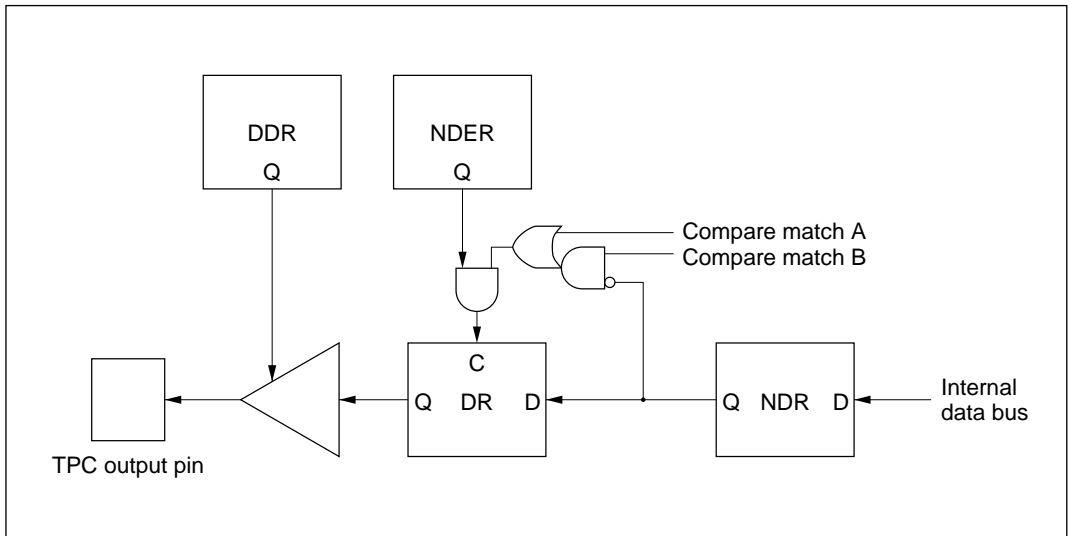 DDR
Q
NDER
Q
Compare match A
Compare match B
C
Q DR D
Q NDR D
Internal
data bus
TPC output pin